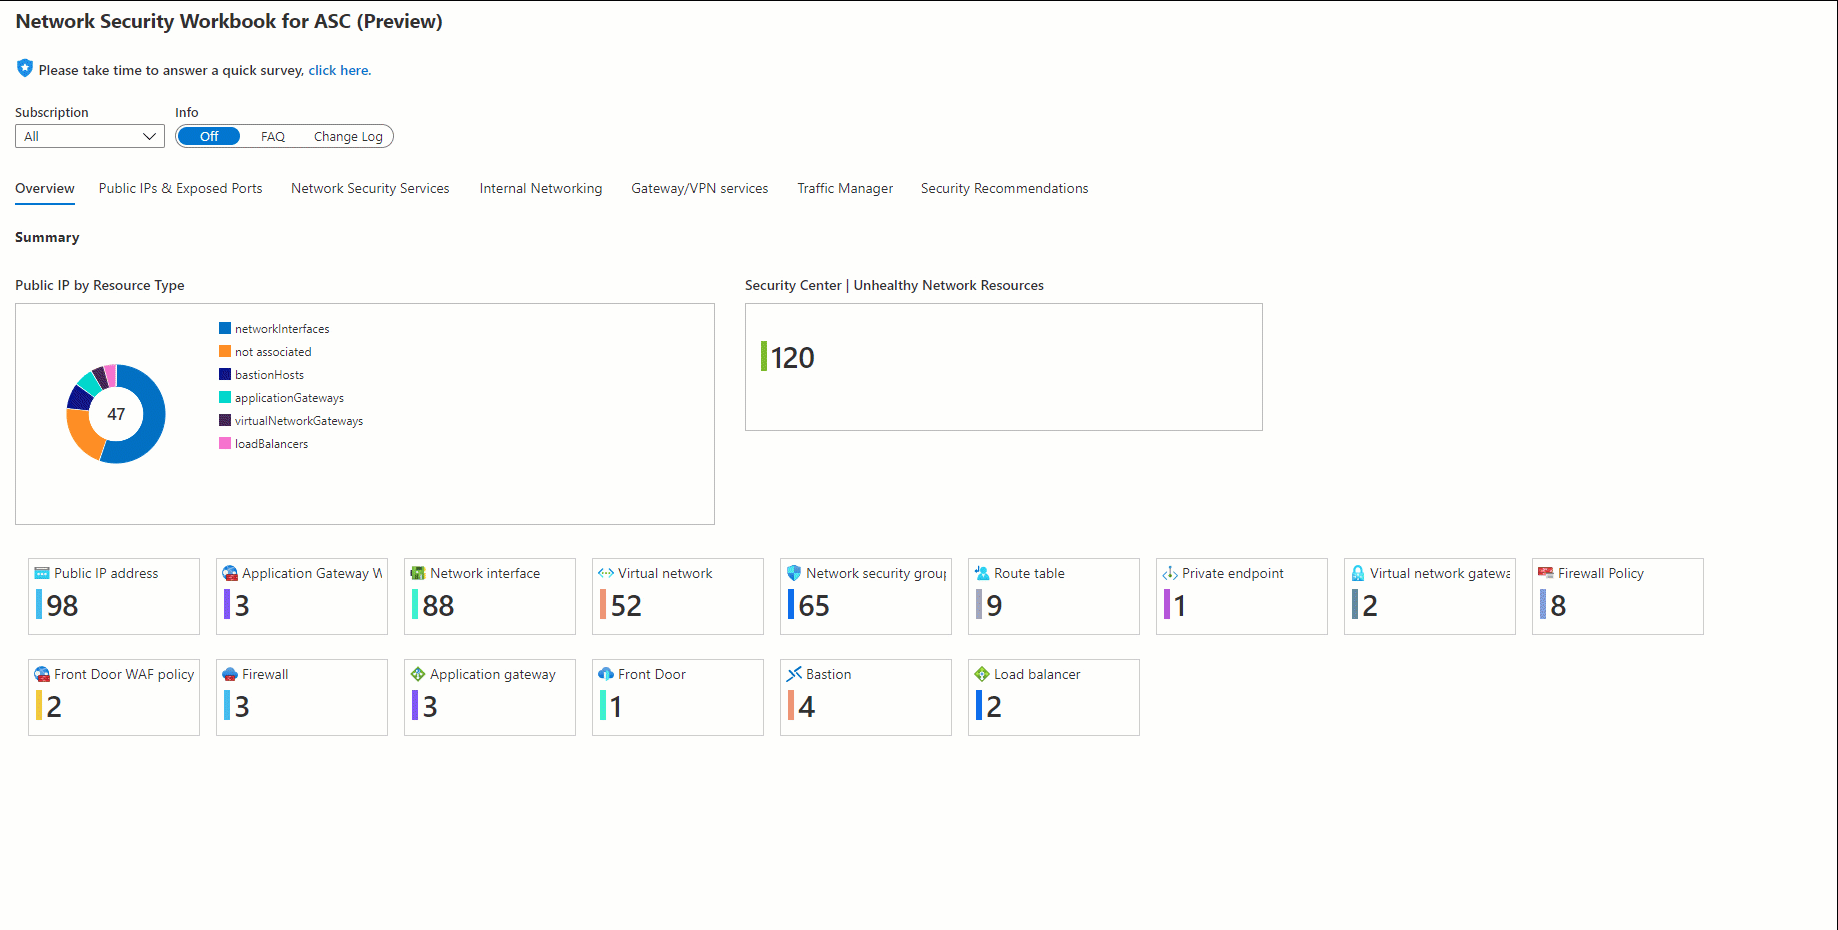 Network Security Workbook for ASC (Preview)
Please take time to answer a quick survey, click here.
Subscription
Info
All
Off
FAQ
Change Log
Overview
Public IPs & Exposed Ports
Network Security Services
Internal Networking
Gateway/VPN services
Traffic Manager
Security Recommendations
Summary
Public IP by Resource Type
networkInterfaces
not associated
bastionHosts
applicationGateways
virtualNetworkGateways
loadBalancers
47
Security Center | Unhealthy Network Resources
120
Public IP address
98
Application Gateway W
3
Network interface
88
Virtual network
52
Network security group
65
Route table
9
Private endpoint
1
Virtual network gatewa
2
Firewall Policy
8
Front Door WAF policy
2
Firewall
3
Application gateway
3
Front Door
1
Bastion
4
Load balancer
2